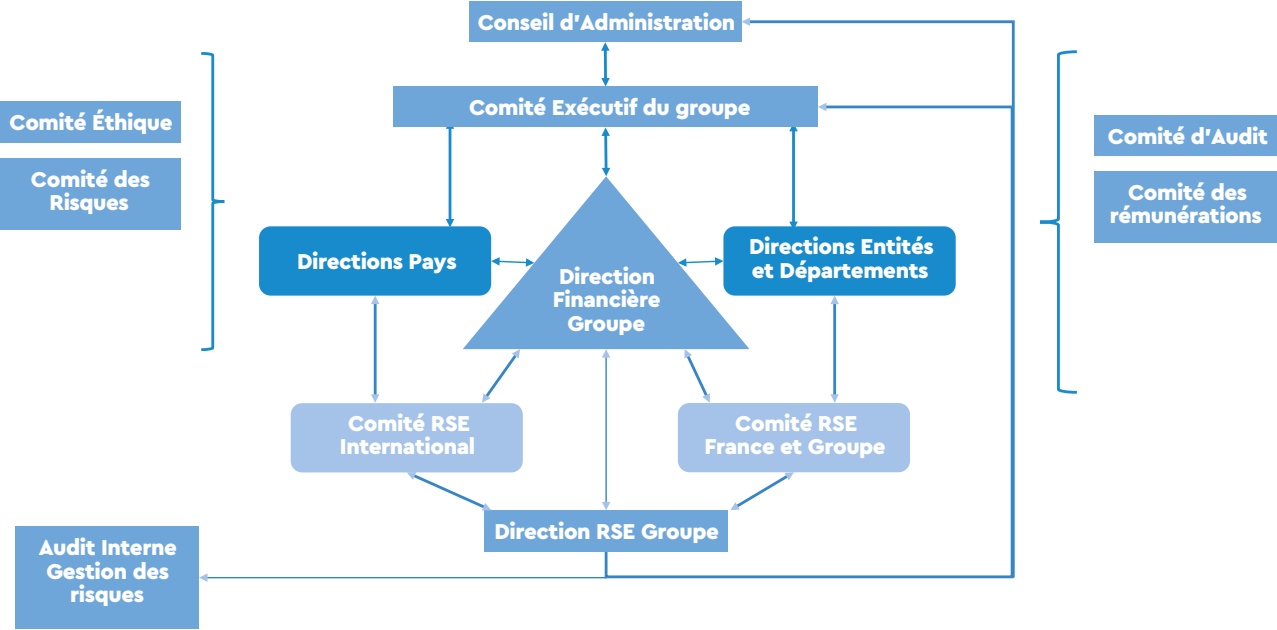 Conseil d'Administration
Comité Exécutif du groupe
Comité Éthique
Comité des
Risques
Comité d'Audit
Comité des
rémunérations
Directions Pays
Direction
Financière
Groupe
Directions Entités
et Départements
Comité RSE
International
Comité RSE
France et Groupe
Direction RSE Groupe
Audit Interne
Gestion des
risques